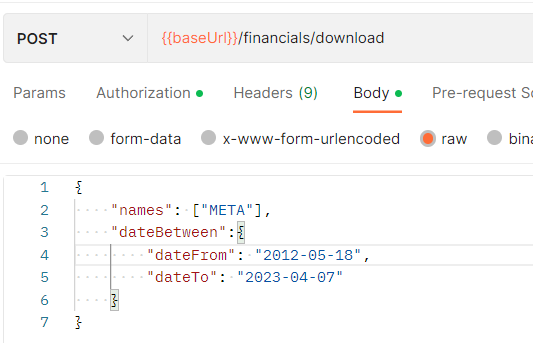 POST {{baseUrl}}/financials/download
Params Authorization Headers (9) Body Pre-request Sc
none form-data x-www-form-urlencoded raw bina
1 {
2 "names": ["META"],
3 "dateBetween":{
4 "dateFrom": "2012-05-18",
5 "dateTo": "2023-04-07"
6 }
7 }